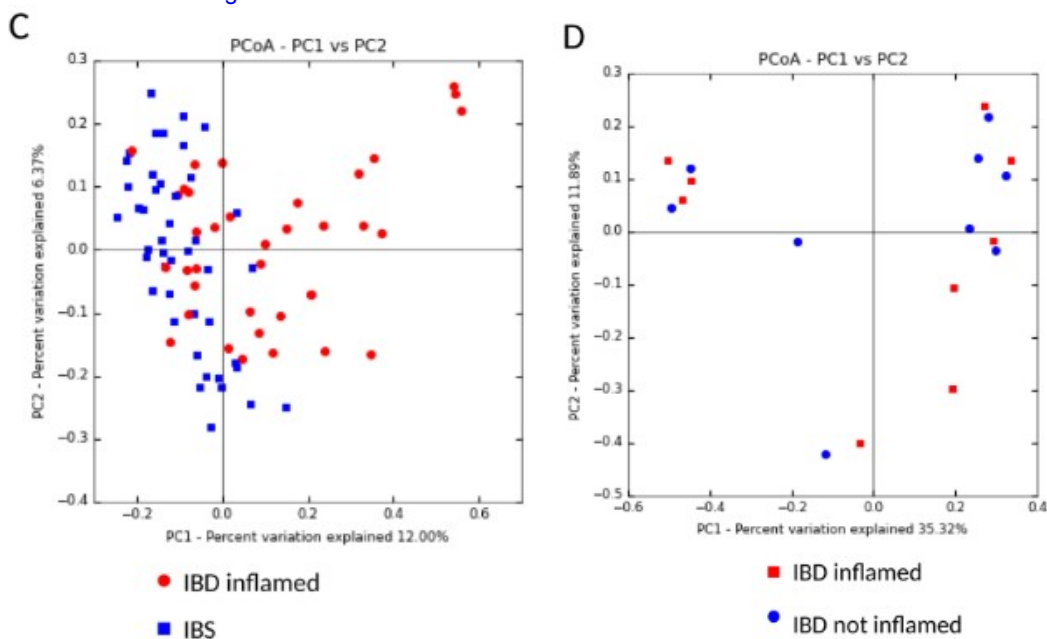 C
PCoA - PC1 vs PC2
0.3
0.2
0.1
0.0
−0.1
−0.2
−0.3
−0.4
PC2 - Percent variation explained 6.37%
−0.2
0.0
0.2
0.4
0.6
PC1 - Percent variation explained 12.00%
IBD inflamed
IBS
D
PCoA - PC1 vs PC2
0.3
0.2
0.1
0.0
−0.1
−0.2
−0.3
−0.4
−0.5
PC2 - Percent variation explained 11.89%
−0.6
−0.4
−0.2
0.0
0.2
0.4
PC1 - Percent variation explained 35.32%
IBD inflamed
IBD not inflamed